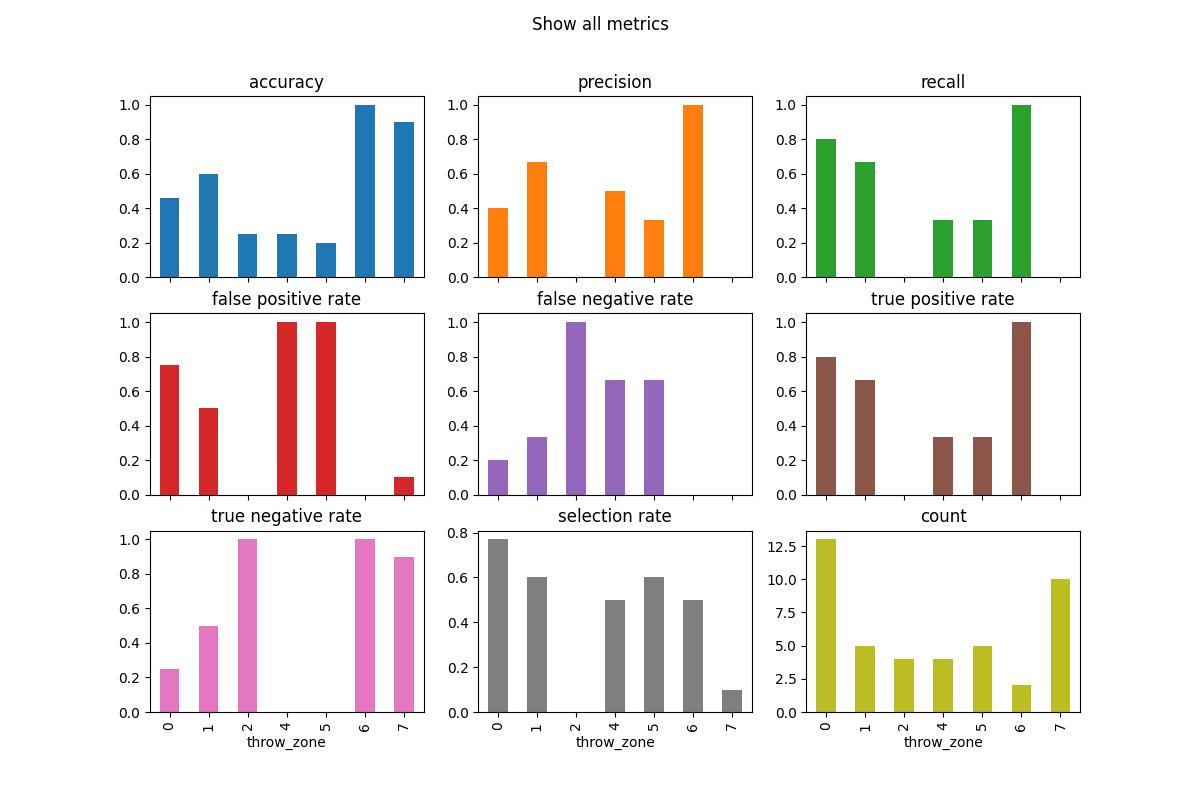 Show all metrics
accuracy precision recall
1.0 1.0 1.0
0.8 0.8 0.8
0.6 0.6 0.6
0.4 0.4 0.4
0.2 0.2 0.2
0.0 0.0 0.0
false positive rate false negative rate true positive rate
1.0 1.0 1.0
0.8 0.8 0.8
0.6 0.6 0.6
0.4 0.4 0.4
0.2 0.2 0.2
0.0 0.0 0.0
true negative rate selection rate count
1.0 0.8 12.5
0.8 0.6 10.0
0.6 0.4 7.5
0.4 0.2 5.0
0.2 0.0 2.5
0.0 0.0
0 1 2 4 5 6 7 0 1 2 4 5 6 7 0 1 2 4 5 6 7
throw_zone throw_zone throw_zone